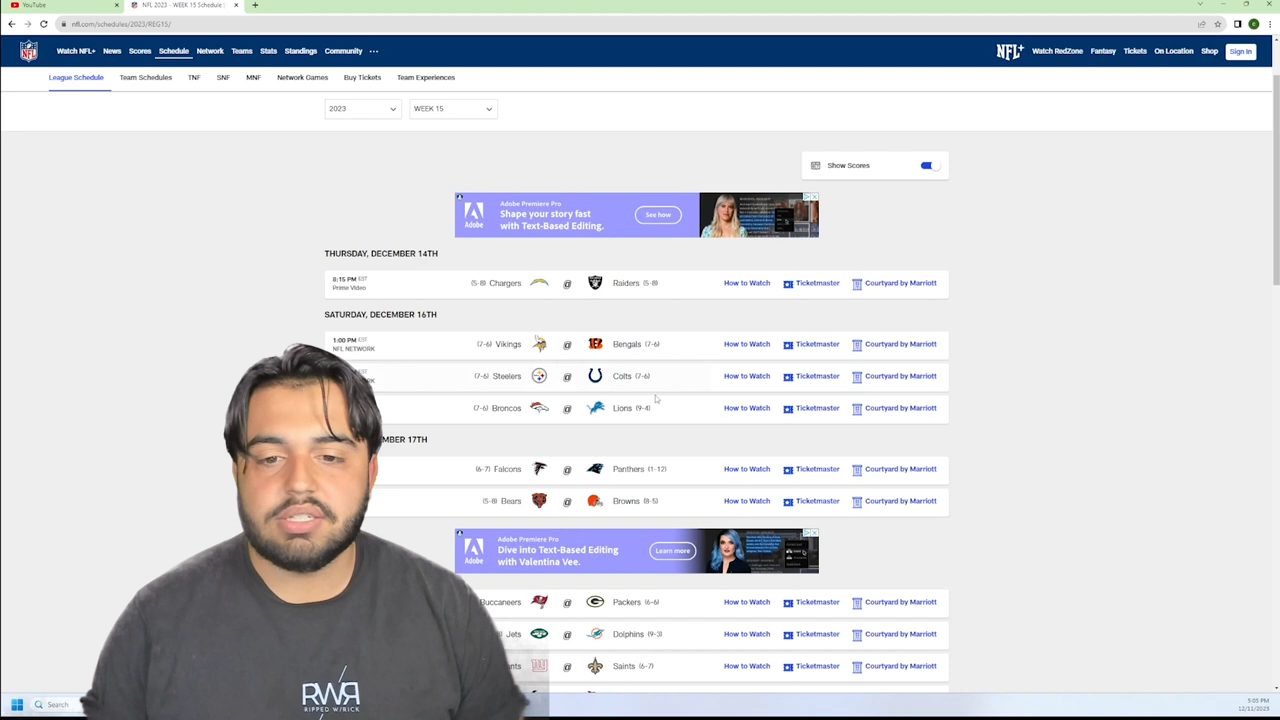 YouTube
NFL 2023 - WEEK 15 Schedule
nfl.com/schedules/2023/REG15/
NFL Watch NFL+ News Scores Schedule Network Teams Stats Standings Community ••• NFL+ Watch RedZone Fantasy Tickets On Location Shop Sign In
League Schedule Team Schedules TNF SNF MNF Network Games Buy Tickets Team Experiences
2023 WEEK 15
Show Scores
Adobe Premiere Pro
Shape your story fast
with Text-Based Editing.
See how
Adobe
THURSDAY, DECEMBER 14TH
8:15 PM EST
Prime Video
(5-8) Chargers @ Raiders (5-8) How to Watch Ticketmaster Courtyard by Marriott
SATURDAY, DECEMBER 16TH
1:00 PM EST
NFL NETWORK
(7-6) Vikings @ Bengals (7-6) How to Watch Ticketmaster Courtyard by Marriott
(7-6) Steelers @ Colts (7-6) How to Watch Ticketmaster Courtyard by Marriott
(7-6) Broncos @ Lions (9-4) How to Watch Ticketmaster Courtyard by Marriott
17TH
(6-7) Falcons @ Panthers (1-12) How to Watch Ticketmaster Courtyard by Marriott
(5-8) Bears @ Browns (8-5) How to Watch Ticketmaster Courtyard by Marriott
Adobe Premiere Pro
Dive into Text-Based Editing
with Valentina Vee.
Learn more
Adobe
Buccaneers @ Packers (6-6) How to Watch Ticketmaster Courtyard by Marriott
Jets @ Dolphins (9-3) How to Watch Ticketmaster Courtyard by Marriott
@ Saints (6-7) How to Watch Ticketmaster Courtyard by Marriott
RWR
RIPPED W/RICK
Search
5:05 PM
12/11/2023